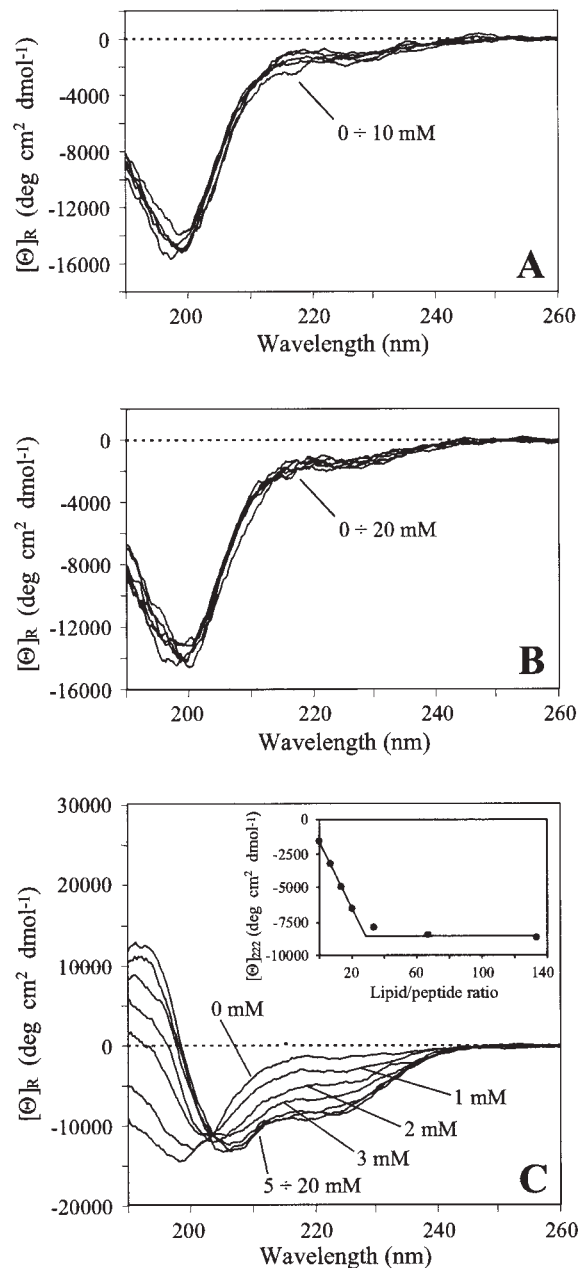 0
-4000
-8000
-12000
-16000
[Θ]R (deg cm2 dmol-1)
0 ÷ 10 mM
A
200
220
240
260
Wavelength (nm)
0
-4000
-8000
-12000
-16000
[Θ]R (deg cm2 dmol-1)
0 ÷ 20 mM
B
200
220
240
260
Wavelength (nm)
30000
20000
10000
0
-10000
-20000
[Θ]R (deg cm2 dmol-1)
0
-2500
-5000
-7500
-10000
[Θ]222 (deg cm2 dmol-1)
0
20
60
100
140
Lipid/peptide ratio
0 mM
1 mM
2 mM
3 mM
5 ÷ 20 mM
C
200
220
240
260
Wavelength (nm)